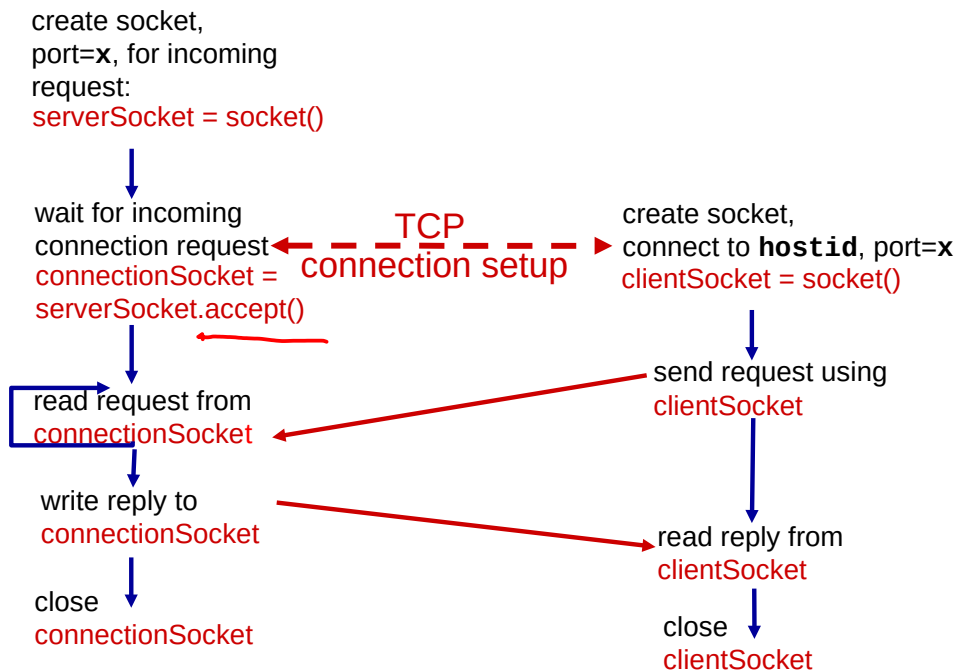 create socket,
port=x, for incoming
request:
serverSocket = socket()
wait for incoming
connection request
connectionSocket =
serverSocket.accept()
TCP
connection setup
create socket,
connect to hostid, port=x
clientSocket = socket()
send request using
clientSocket
read request from
connectionSocket
write reply to
connectionSocket
read reply from
clientSocket
close
connectionSocket
close
clientSocket